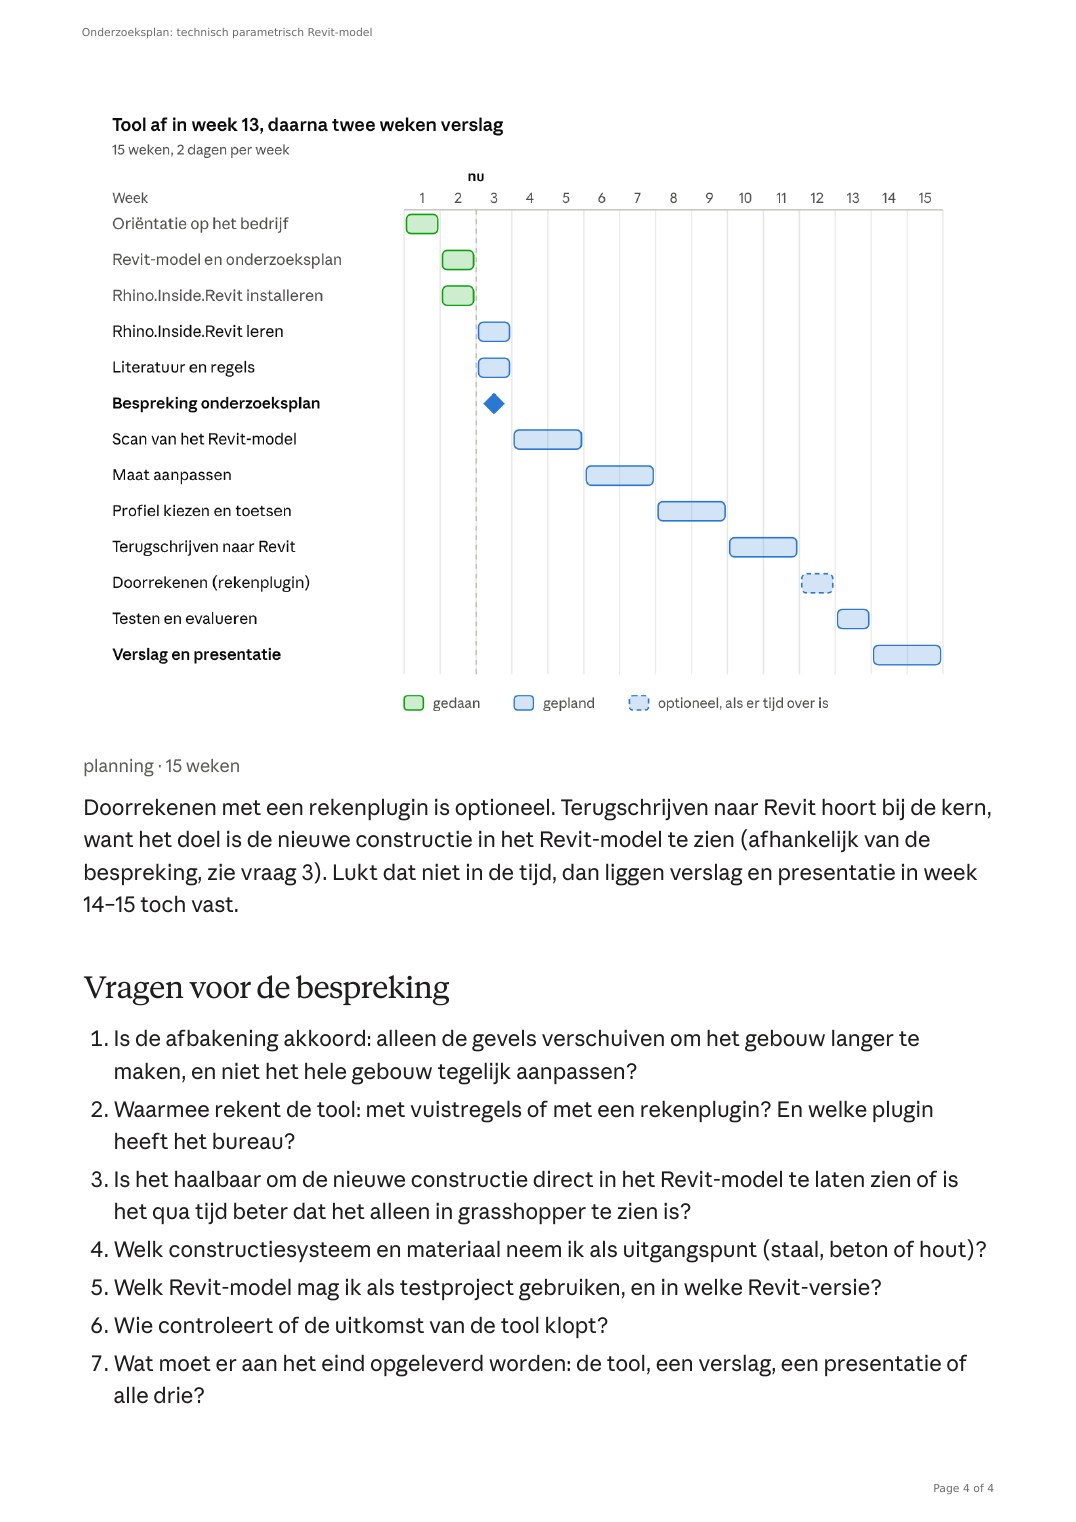 Onderzoeksplan: technisch parametrisch Revit-model
Tool af in week 13, daarna twee weken verslag
15 weken, 2 dagen per week
nu
Week 1 2 3 4 5 6 7 8 9 10 11 12 13 14 15
Oriëntatie op het bedrijf
Revit-model en onderzoeksplan
Rhino.Inside.Revit installeren
Rhino.Inside.Revit leren
Literatuur en regels
Bespreking onderzoeksplan
Scan van het Revit-model
Maat aanpassen
Profiel kiezen en toetsen
Terugschrijven naar Revit
Doorrekenen (rekenplugin)
Testen en evalueren
Verslag en presentatie
gedaan gepland optioneel, als er tijd over is
planning · 15 weken
Doorrekenen met een rekenplugin is optioneel. Terugschrijven naar Revit hoort bij de kern,
want het doel is de nieuwe constructie in het Revit-model te zien (afhankelijk van de
bespreking, zie vraag 3). Lukt dat niet in de tijd, dan liggen verslag en presentatie in week
14–15 toch vast.
Vragen voor de bespreking
1. Is de afbakening akkoord: alleen de gevels verschuiven om het gebouw langer te
maken, en niet het hele gebouw tegelijk aanpassen?
2. Waarmee rekent de tool: met vuistregels of met een rekenplugin? En welke plugin
heeft het bureau?
3. Is het haalbaar om de nieuwe constructie direct in het Revit-model te laten zien of is
het qua tijd beter dat het alleen in grasshopper te zien is?
4. Welk constructiesysteem en materiaal neem ik als uitgangspunt (staal, beton of hout)?
5. Welk Revit-model mag ik als testproject gebruiken, en in welke Revit-versie?
6. Wie controleert of de uitkomst van de tool klopt?
7. Wat moet er aan het eind opgeleverd worden: de tool, een verslag, een presentatie of
alle drie?
Page 4 of 4